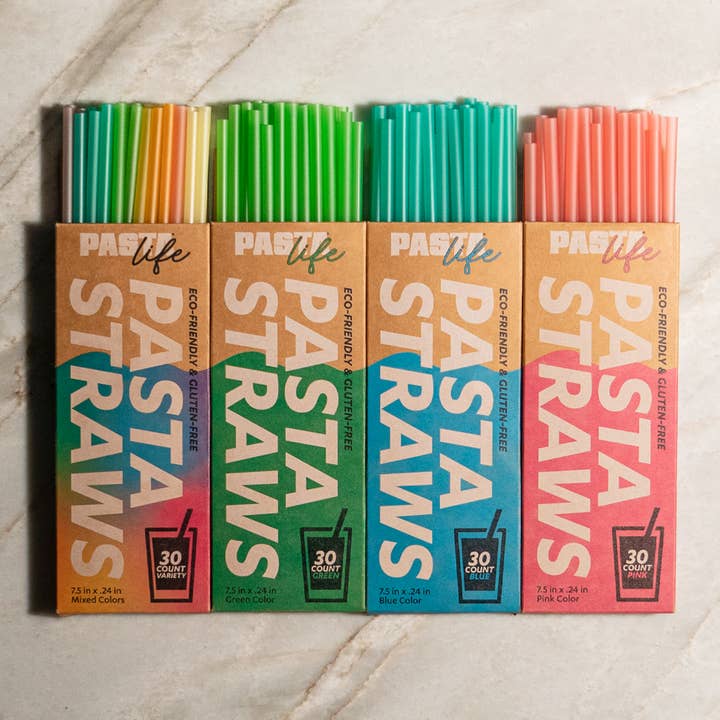 PASTA life
PASTA STRAWS
ECO-FRIENDLY & GLUTEN-FREE
30
COUNT
VARIETY
7.5 in x .24 in
Mixed Colors
PASTA life
PASTA STRAWS
ECO-FRIENDLY & GLUTEN-FREE
30
COUNT
GREEN
7.5 in x .24 in
Green Color
PASTA life
PASTA STRAWS
ECO-FRIENDLY & GLUTEN-FREE
30
COUNT
BLUE
7.5 in x .24 in
Blue Color
PASTA life
PASTA STRAWS
ECO-FRIENDLY & GLUTEN-FREE
30
COUNT
PINK
7.5 in x .24 in
Pink Color